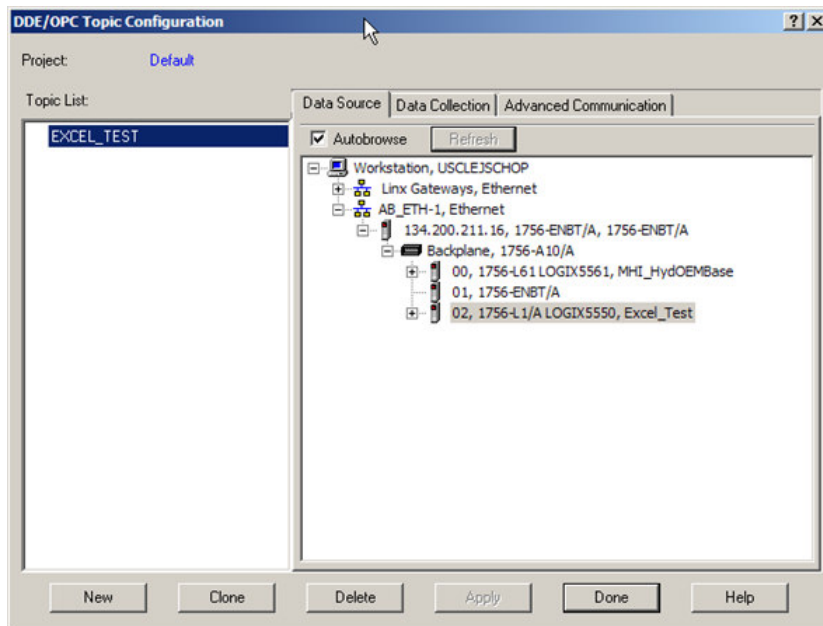 DDE/OPC Topic Configuration
Project: Default
Topic List:
EXCEL_TEST
Data Source Data Collection Advanced Communication
Autobrowse Refresh
Workstation, USCLEJSCHOP
Linx Gateways, Ethernet
AB_ETH-1, Ethernet
134.200.211.16, 1756-ENBT/A, 1756-ENBT/A
Backplane, 1756-A10/A
00, 1756-L61 LOGIX5561, MHI_HydOEMBase
01, 1756-ENBT/A
02, 1756-L1/A LOGIX5550, Excel_Test
New Clone Delete Apply Done Help